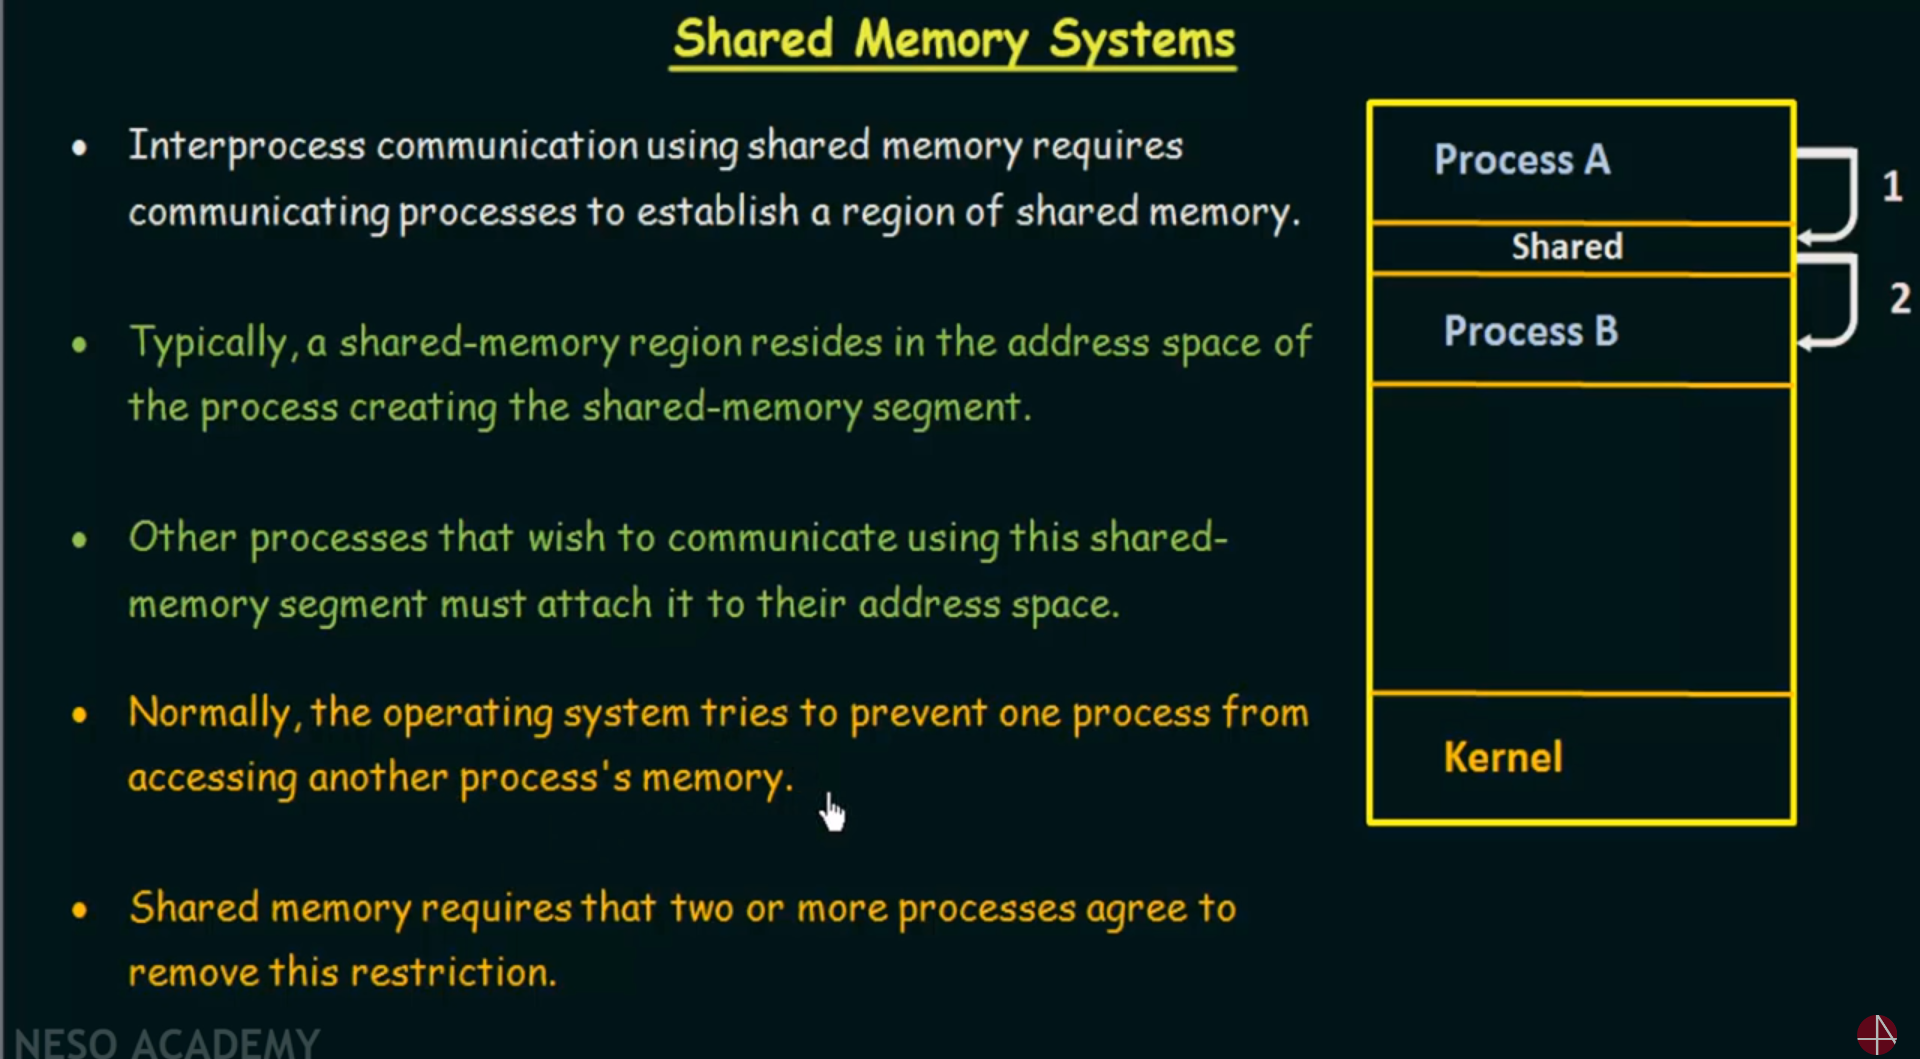 Shared Memory Systems
• Interprocess communication using shared memory requires
communicating processes to establish a region of shared memory.
• Typically, a shared-memory region resides in the address space of
the process creating the shared-memory segment.
• Other processes that wish to communicate using this shared-
memory segment must attach it to their address space.
• Normally, the operating system tries to prevent one process from
accessing another process's memory.
• Shared memory requires that two or more processes agree to
remove this restriction.
Process A
1
Shared
2
Process B
Kernel
NESO ACADEMY